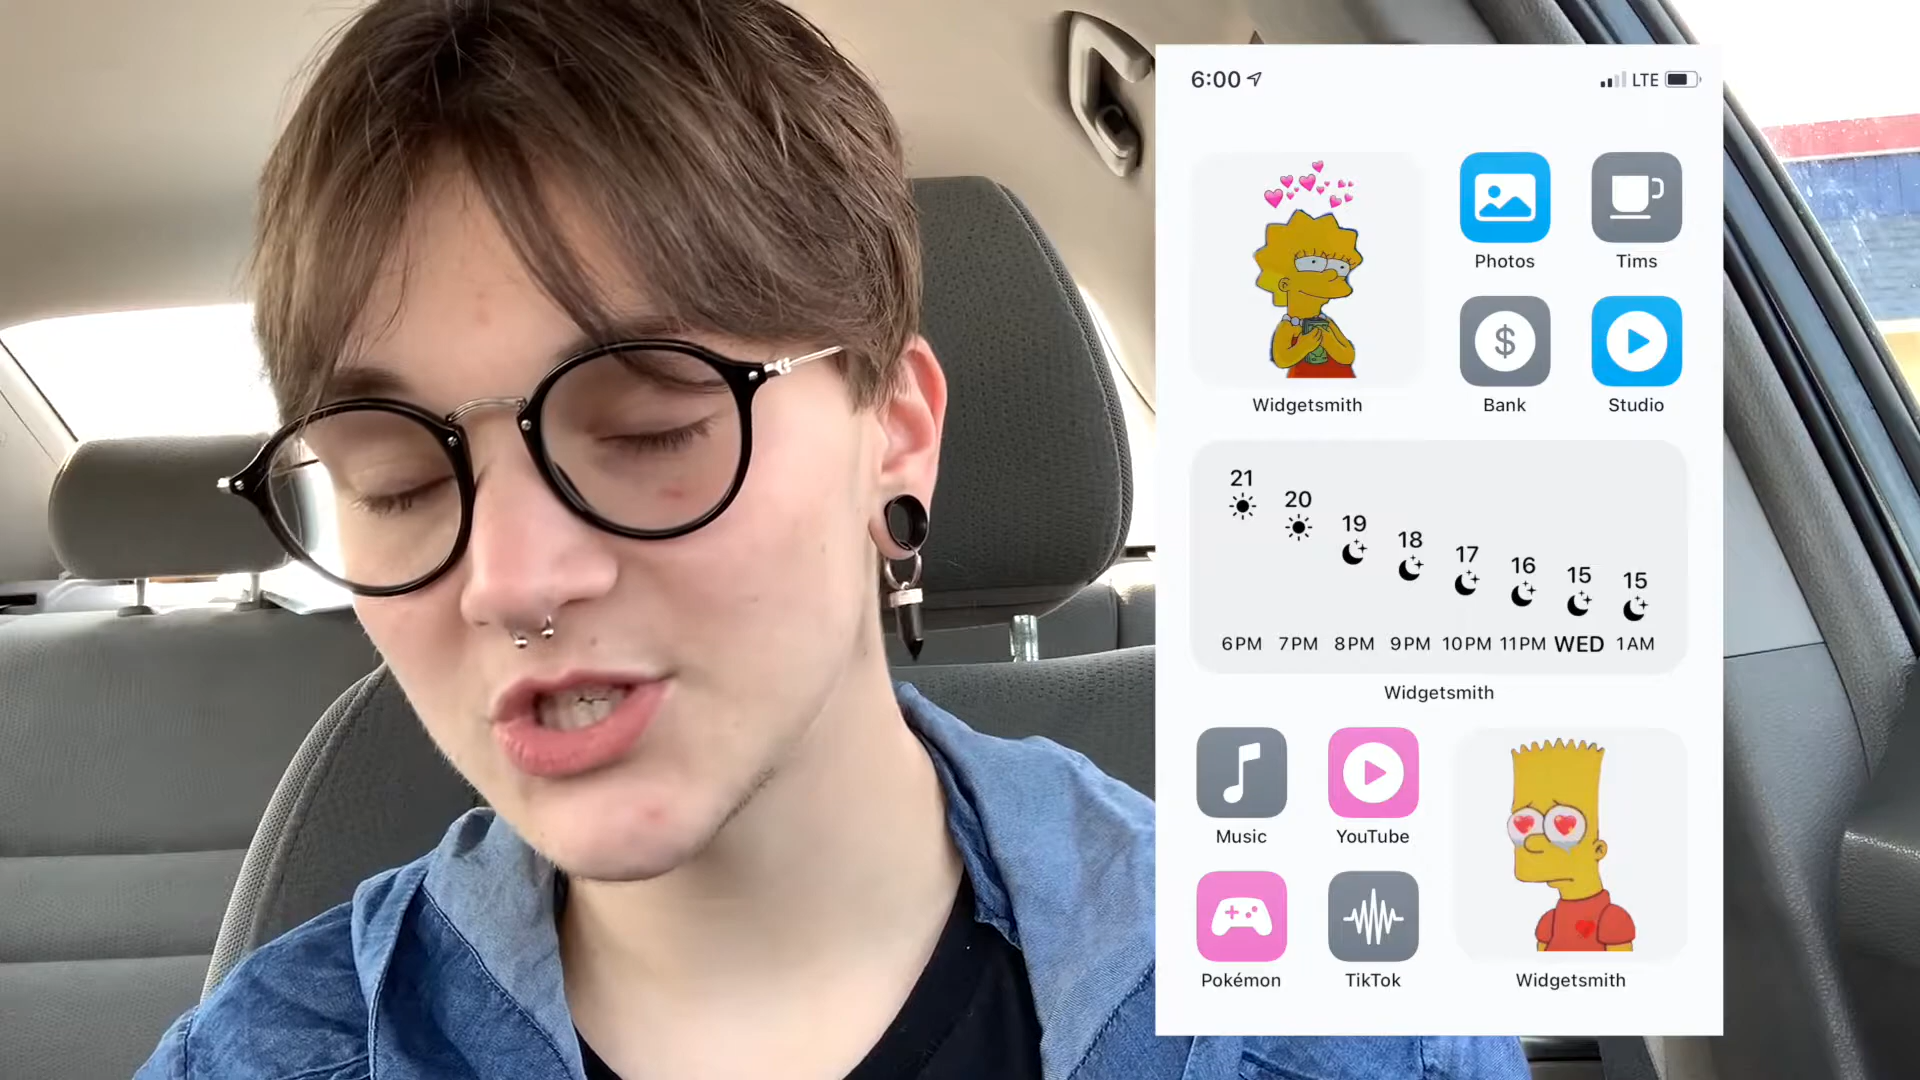 6:00 LTE
Photos Tims
$
Widgetsmith Bank Studio
21 20 19 18 17 16 15 15
6PM 7PM 8PM 9PM 10PM 11PM WED 1AM
Widgetsmith
Music YouTube
Pokémon TikTok Widgetsmith